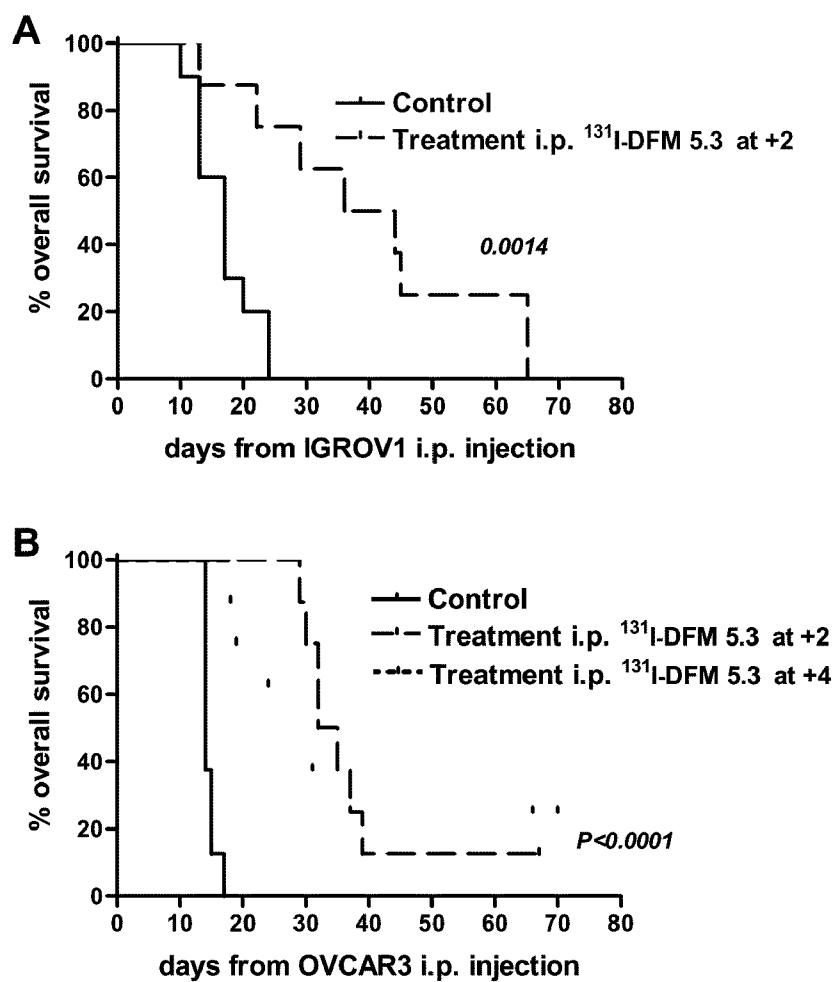 A
100
80
60
40
20
0
% overall survival
Control
Treatment i.p. ¹³¹I-DFM 5.3 at +2
0.0014
0 10 20 30 40 50 60 70 80
days from IGROV1 i.p. injection
B
100
80
60
40
20
0
% overall survival
Control
Treatment i.p. ¹³¹I-DFM 5.3 at +2
Treatment i.p. ¹³¹I-DFM 5.3 at +4
P<0.0001
0 10 20 30 40 50 60 70 80
days from OVCAR3 i.p. injection